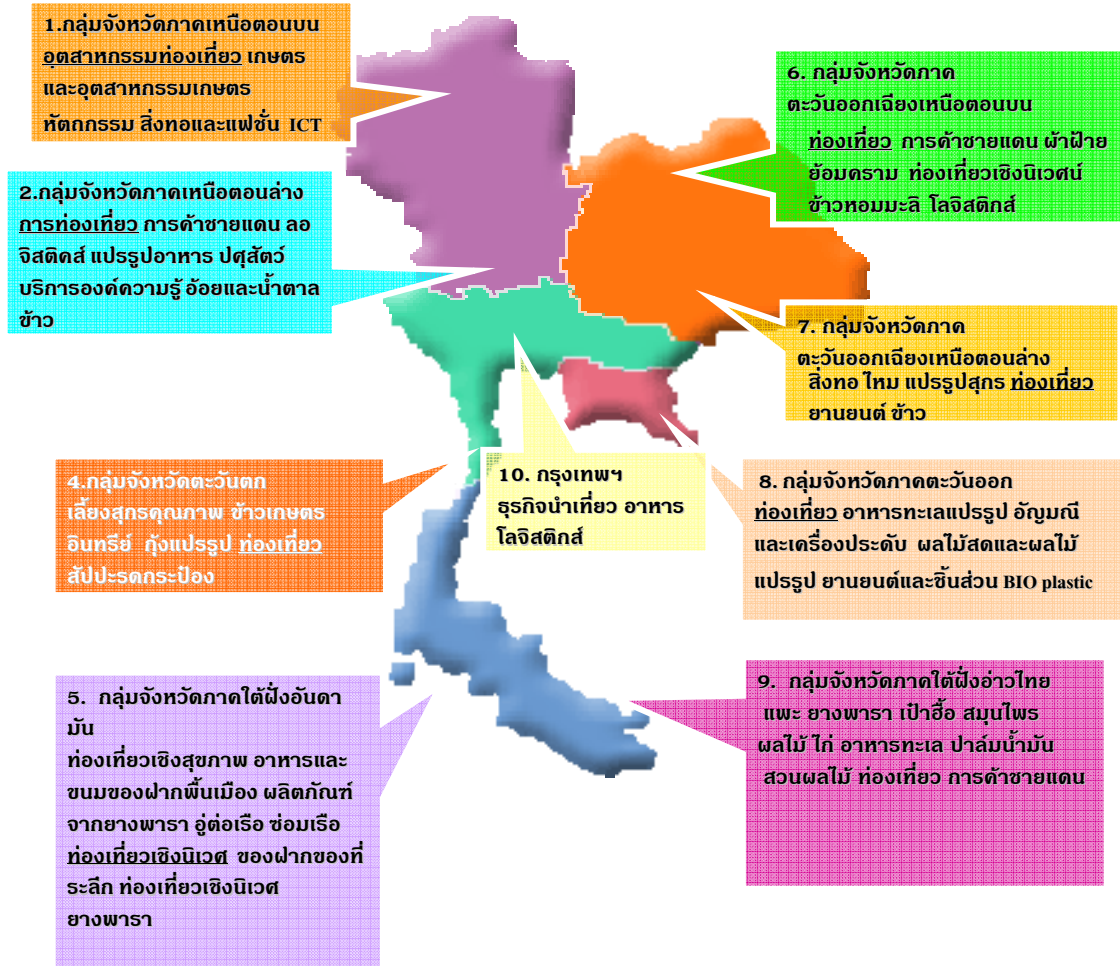 1.กลุ่มจังหวัดภาคเหนือตอนบน
อุตสาหกรรมท่องเที่ยว เกษตร
และอุตสาหกรรมเกษตร
หัตถกรรม สิ่งทอและแฟชั่น ICT
2.กลุ่มจังหวัดภาคเหนือตอนล่าง
การท่องเที่ยว การค้าชายแดน ลอ
จิสติคส์ แปรรูปอาหาร ปศุสัตว์
บริการองค์ความรู้ อ้อยและน้ำตาล
ข้าว
6. กลุ่มจังหวัดภาค
ตะวันออกเฉียงเหนือตอนบน
ท่องเที่ยว การค้าชายแดน ผ้าฝ้าย
ย้อมคราม ท่องเที่ยวเชิงนิเวศน์
ข้าวหอมมะลิ โลจิสติกส์
7. กลุ่มจังหวัดภาค
ตะวันออกเฉียงเหนือตอนล่าง
สิ่งทอ ไหม แปรรูปสุกร ท่องเที่ยว
ยานยนต์ ข้าว
4.กลุ่มจังหวัดตะวันตก
เลี้ยงสุกรคุณภาพ ข้าวเกษตร
อินทรีย์ กุ้งแปรรูป ท่องเที่ยว
สัปปะรดกระป๋อง
10. กรุงเทพฯ
ธุรกิจนำเที่ยว อาหาร
โลจิสติกส์
8. กลุ่มจังหวัดภาคตะวันออก
ท่องเที่ยว อาหารทะเลแปรรูป อัญมณี
และเครื่องประดับ ผลไม้สดและผลไม้
แปรรูป ยานยนต์และชิ้นส่วน BIO plastic
5. กลุ่มจังหวัดภาคใต้ฝั่งอันดา
มัน
ท่องเที่ยวเชิงสุขภาพ อาหารและ
ขนมของฝากพื้นเมือง ผลิตภัณฑ์
จากยางพารา อู่ต่อเรือ ซ่อมเรือ
ท่องเที่ยวเชิงนิเวศ ของฝากของที่
ระลึก ท่องเที่ยวเชิงนิเวศ
ยางพารา
9. กลุ่มจังหวัดภาคใต้ฝั่งอ่าวไทย
แพะ ยางพารา เป๋าฮื้อ สมุนไพร
ผลไม้ ไก่ อาหารทะเล ปาล์มน้ำมัน
สวนผลไม้ ท่องเที่ยว การค้าชายแดน